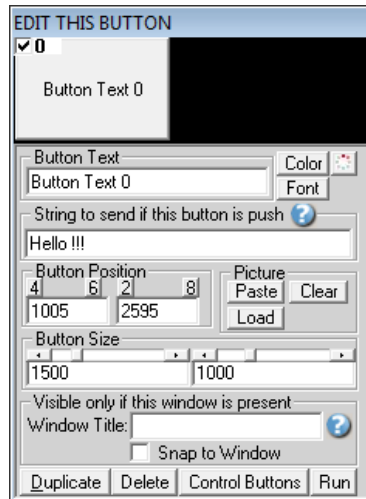 EDIT THIS BUTTON
0
Button Text 0
Button Text
Button Text 0
Color
Font
String to send if this button is push ?
Hello !!!
Button Position
4 6 2 8
1005 2595
Picture
Paste Clear
Load
Button Size
1500 1000
Visible only if this window is present
Window Title: ?
Snap to Window
Duplicate Delete Control Buttons Run